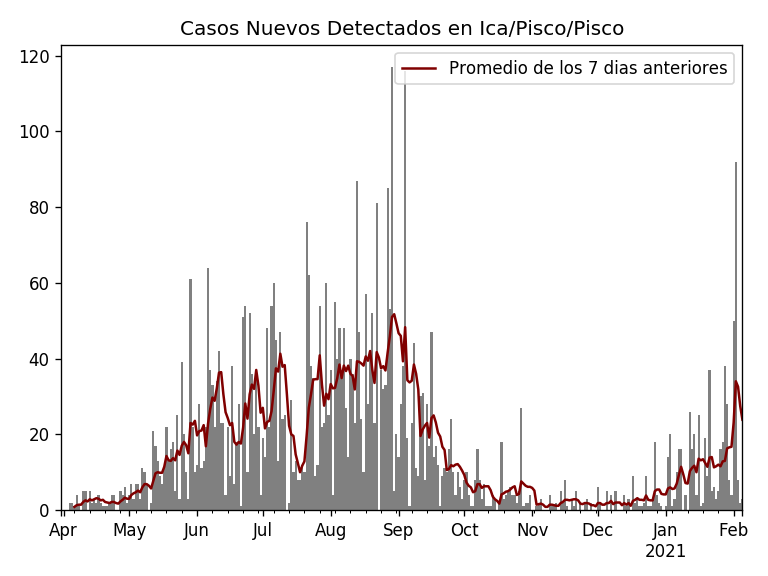 Casos Nuevos Detectados en Ica/Pisco/Pisco
Promedio de los 7 dias anteriores
120
100
80
60
40
20
0
Apr May Jun Jul Aug Sep Oct Nov Dec Jan Feb
2021